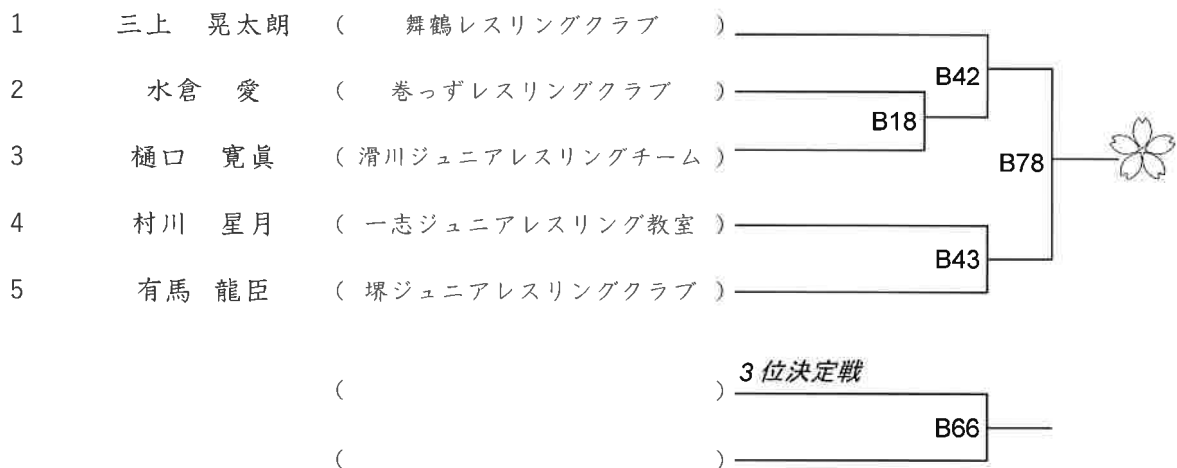 1 三上 晃太朗 ( 舞鶴レスリングクラブ )
B42
2 水倉 愛 ( 巻っずレスリングクラブ )
B18
3 樋口 寛眞 ( 滑川ジュニアレスリングチーム )
B78
4 村川 星月 ( 一志ジュニアレスリング教室 )
B43
5 有馬 龍臣 ( 堺ジュニアレスリングクラブ )
3位決定戦
( )
B66
( )